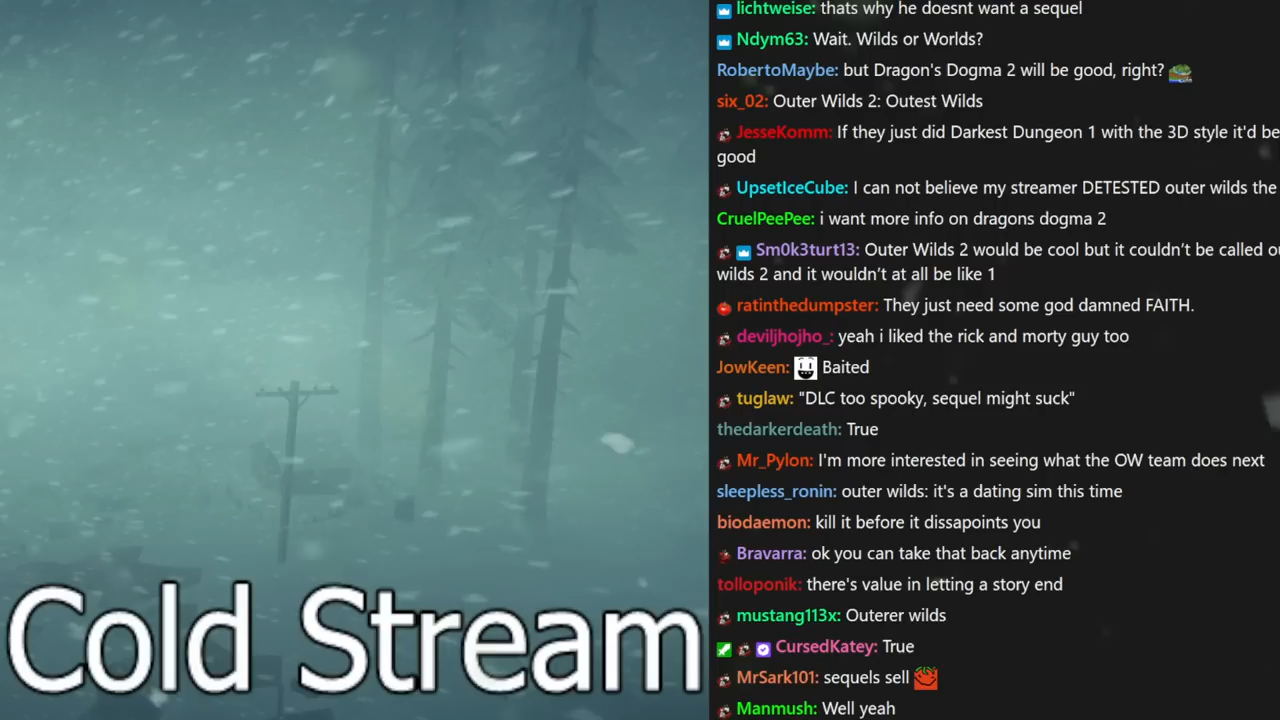 lichtweise: thats why he doesnt want a sequel
Ndym63: Wait. Wilds or Worlds?
RobertoMaybe: but Dragon's Dogma 2 will be good, right?
six_02: Outer Wilds 2: Outest Wilds
JesseKomm: If they just did Darkest Dungeon 1 with the 3D style it'd be
good
UpsetIceCube: I can not believe my streamer DETESTED outer wilds the
CruelPeePee: i want more info on dragons dogma 2
Sm0k3turt13: Outer Wilds 2 would be cool but it couldn’t be called ou
wilds 2 and it wouldn’t at all be like 1
ratinthedumpster: They just need some god damned FAITH.
deviljhojho_: yeah i liked the rick and morty guy too
JowKeen: Baited
tuglaw: "DLC too spooky, sequel might suck"
thedarkerdeath: True
Mr_Pylon: I'm more interested in seeing what the OW team does next
sleepless_ronin: outer wilds: it's a dating sim this time
biodaemon: kill it before it dissapoints you
Bravarra: ok you can take that back anytime
tolloponik: there's value in letting a story end
mustang113x: Outerer wilds
CursedKatey: True
MrSark101: sequels sell
Manmush: Well yeah
Cold Stream